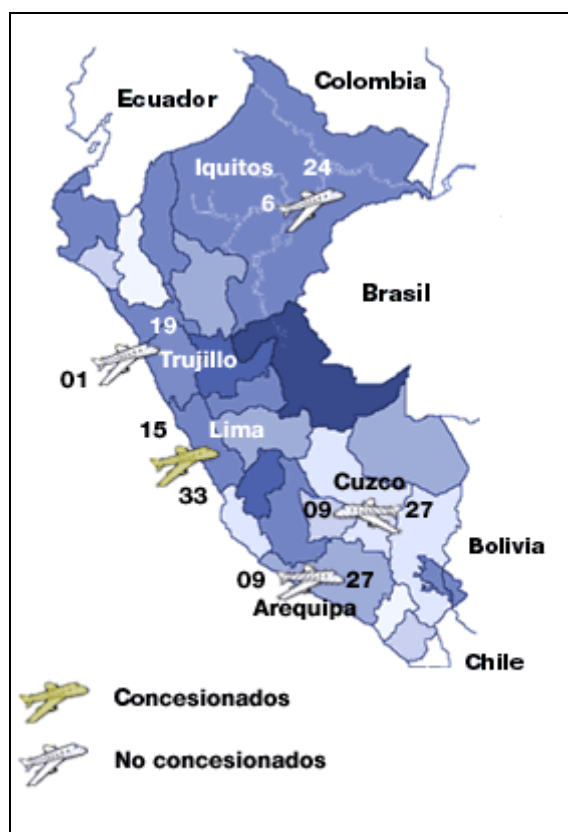 Colombia
Ecuador
Iquitos 24
6
Brasil
19
Trujillo
01
15
Lima
Cuzco
33
09 27
Bolivia
09 27
Arequipa
Chile
Concesionados
No concesionados